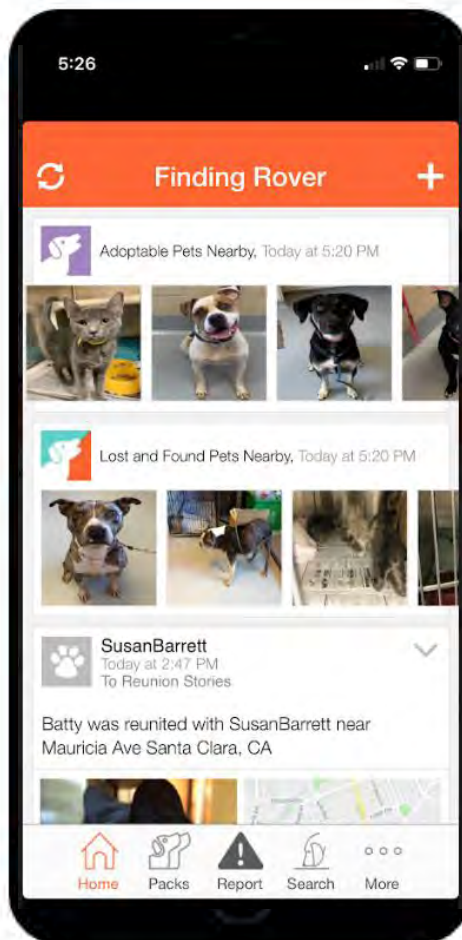 5:26
Finding Rover
Adoptable Pets Nearby, Today at 5:20 PM
Lost and Found Pets Nearby, Today at 5:20 PM
SusanBarrett
Today at 2:47 PM
To Reunion Stories
Batty was reunited with SusanBarrett near
Mauricia Ave Santa Clara, CA
Home Packs Report Search More